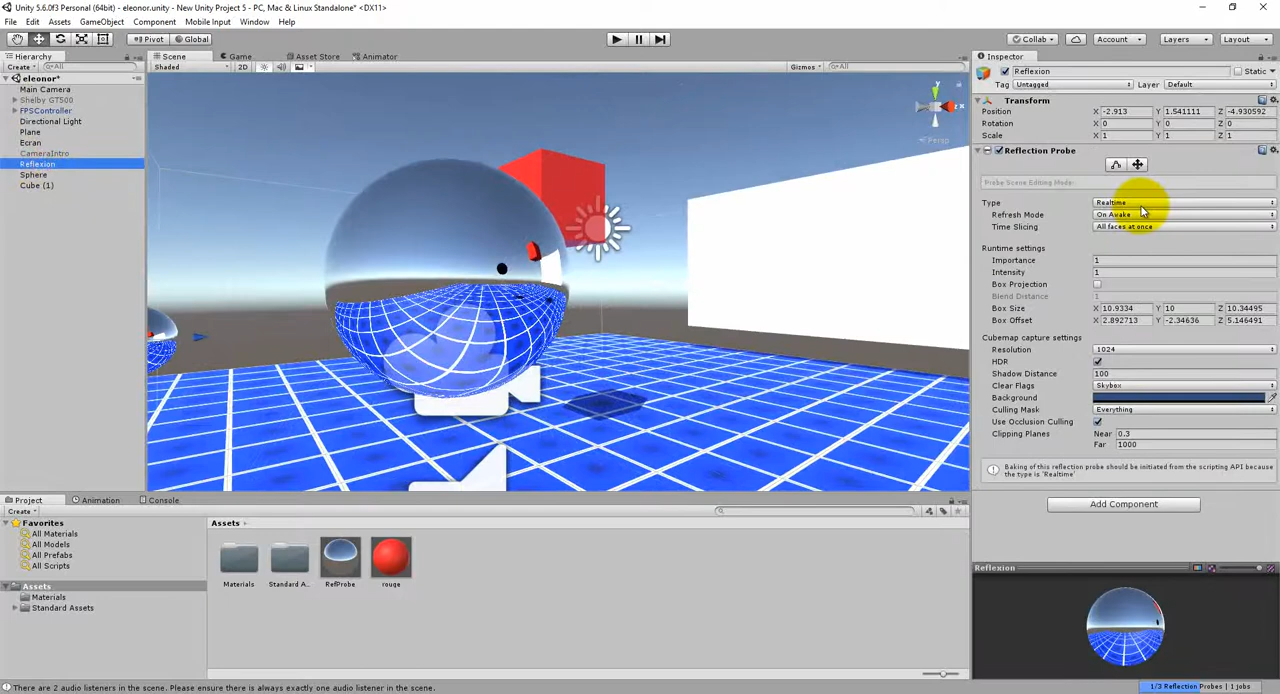 Unity 5.6.0f3 Personal (64bit) - eleonor.unity - New Unity Project 5 - PC, Mac & Linux Standalone* <DX11>
File Edit Assets GameObject Component Mobile Input Window Help
Pivot Global Collab Account Layers Layout
Hierarchy Scene Game Asset Store Animator Inspector
Create All Shaded 2D Gizmos All
eleonor*
Main Camera
Shelby GT500
FPSController
Directional Light
Plane
Ecran
CameraIntro
Reflexion
Sphere
Cube (1)
y
x
Persp
Reflexion Static
Tag Untagged Layer Default
Transform
Position X -2.913 Y 1.541111 Z -4.930592
Rotation X 0 Y 0 Z 0
Scale X 1 Y 1 Z 1
Reflection Probe
Probe Scene Editing Mode:
Type Realtime
Refresh Mode On Awake
Time Slicing All faces at once
Runtime settings
Importance 1
Intensity 1
Box Projection
Blend Distance 1
Box Size X 10.9334 Y 10 Z 10.34495
Box Offset X 2.892713 Y -2.34636 Z 5.146491
Cubemap capture settings
Resolution 1024
HDR
Shadow Distance 100
Clear Flags Skybox
Background
Culling Mask Everything
Use Occlusion Culling
Clipping Planes Near 0.3
Far 1000
Baking of this reflection probe should be initiated from the scripting API because
the type is 'Realtime'
Add Component
Reflexion
Project Animation Console
Create
Favorites
All Materials
All Models
All Prefabs
All Scripts
Assets
Materials
Standard Assets
Assets
Materials Standard A... RefProbe rouge
There are 2 audio listeners in the scene. Please ensure there is always exactly one audio listener in the scene.
1/3 Reflection Probes | 1 jobs